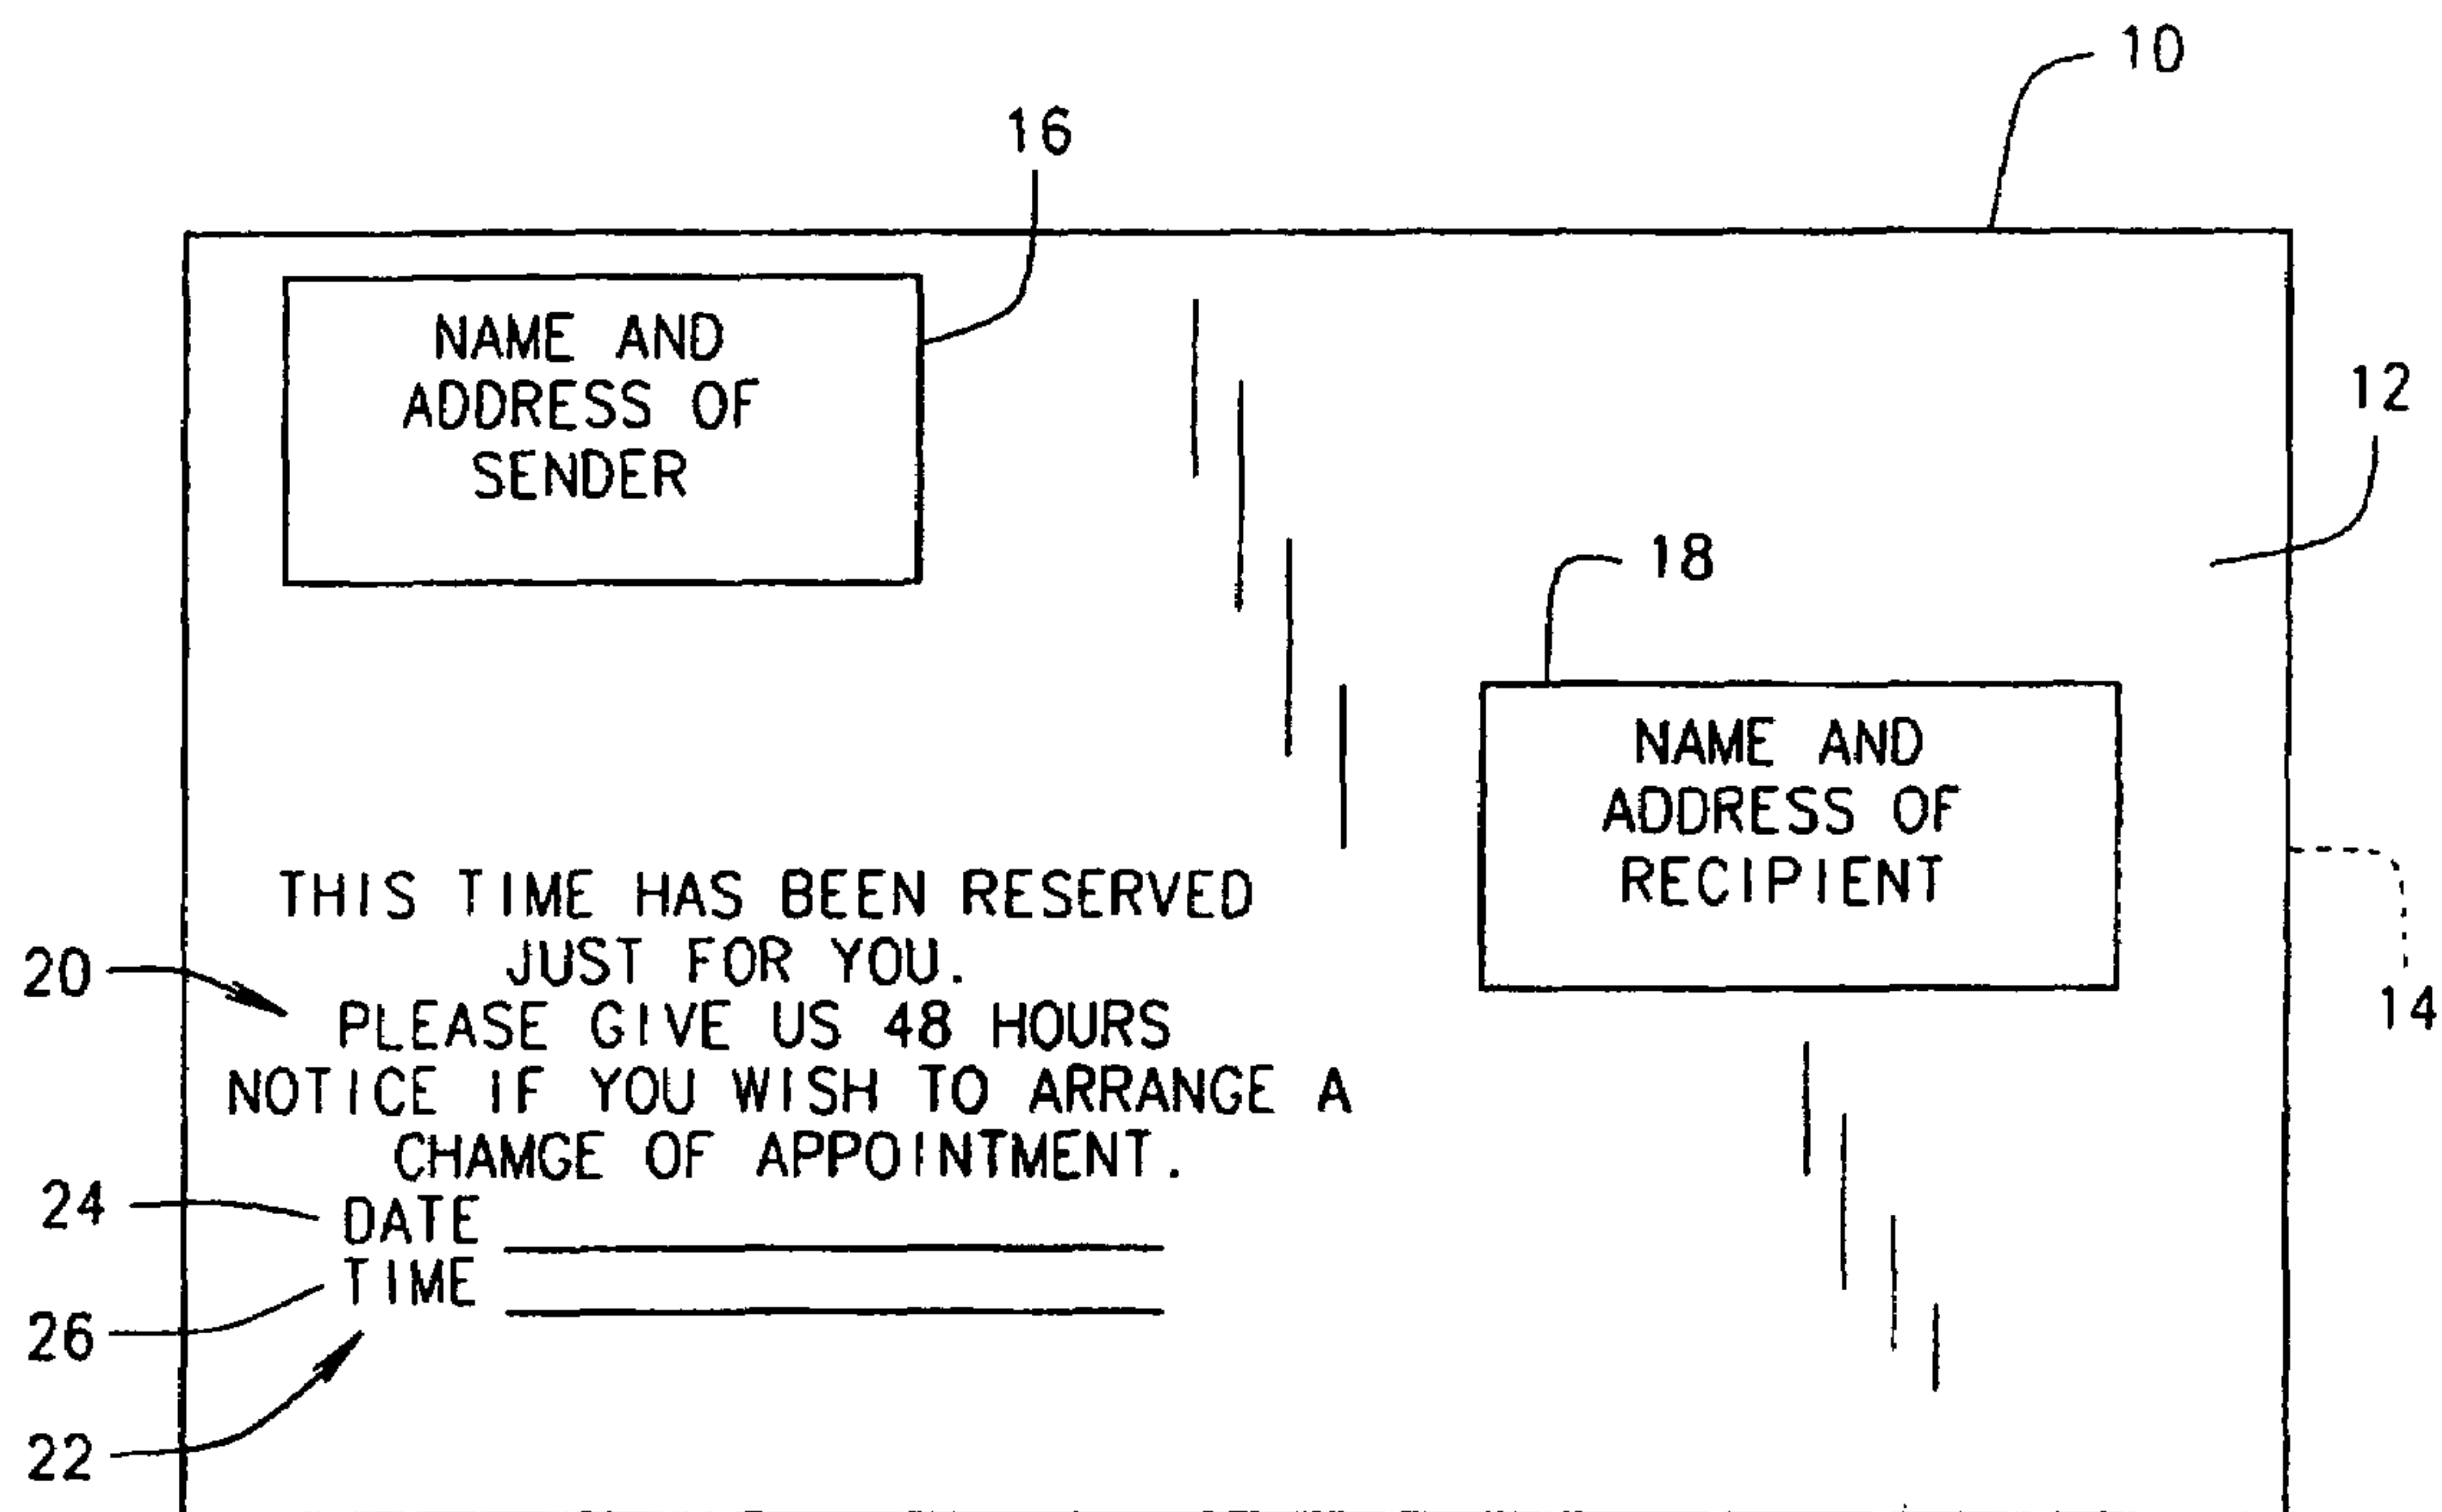 10
16
NAME AND
ADDRESS OF
SENDER
12
18
NAME AND
ADDRESS OF
RECIPIENT
14
THIS TIME HAS BEEN RESERVED
JUST FOR YOU.
20
PLEASE GIVE US 48 HOURS
NOTICE IF YOU WISH TO ARRANGE A
CHAMGE OF APPOINTMENT.
24
DATE
TIME
26
22